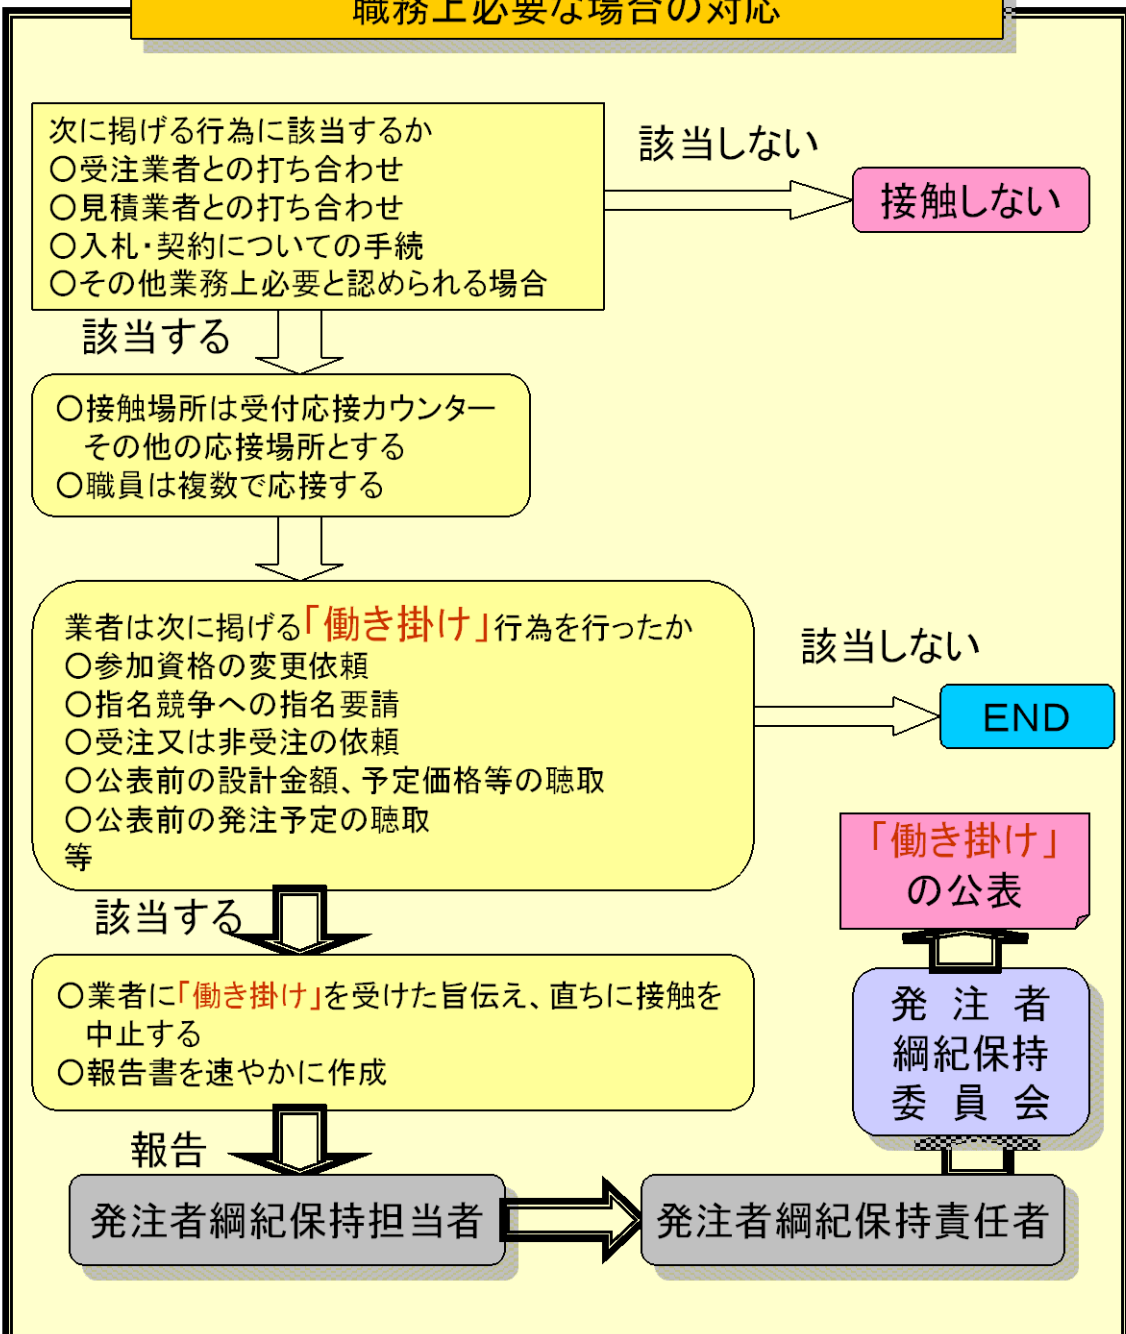 職務上必要な場合の対応
次に掲げる行為に該当するか
○受注業者との打ち合わせ
○見積業者との打ち合わせ
○入札・契約についての手続
○その他業務上必要と認められる場合
該当しない
接触しない
該当する
○接触場所は受付応接カウンター
その他の応接場所とする
○職員は複数で応接する
業者は次に掲げる「働き掛け」行為を行ったか
○参加資格の変更依頼
○指名競争への指名要請
○受注又は非受注の依頼
○公表前の設計金額、予定価格等の聴取
○公表前の発注予定の聴取
等
該当しない
END
該当する
○業者に「働き掛け」を受けた旨伝え、直ちに接触を
中止する
○報告書を速やかに作成
報告
発注者綱紀保持担当者
発注者綱紀保持責任者
発 注 者
綱紀保持
委 員 会
「働き掛け」
の公表